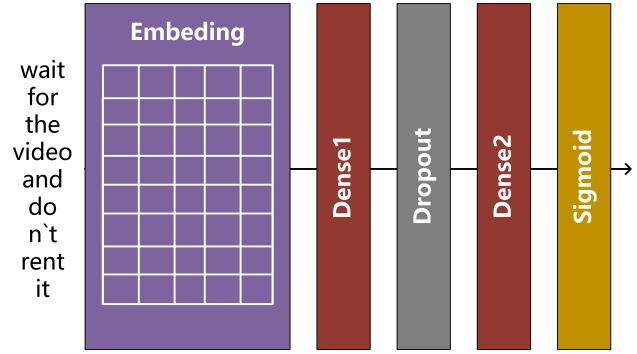 Embeding
wait
for
the
video
and
do
n`t
rent
it
Dense1
Dropout
Dense2
Sigmoid